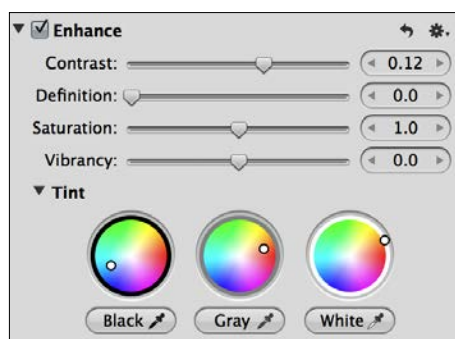 Enhance
Contrast: 0.12
Definition: 0.0
Saturation: 1.0
Vibrancy: 0.0
Tint
Black Gray White